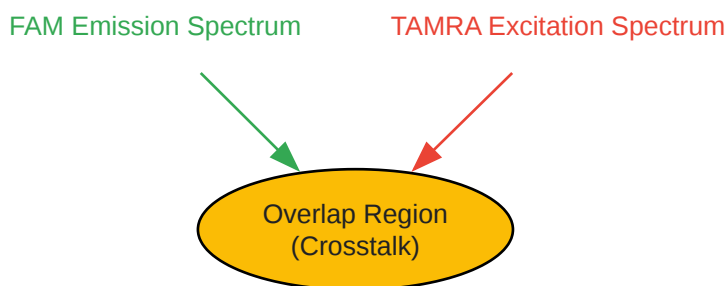 FAM Emission Spectrum
TAMRA Excitation Spectrum
Overlap Region
(Crosstalk)